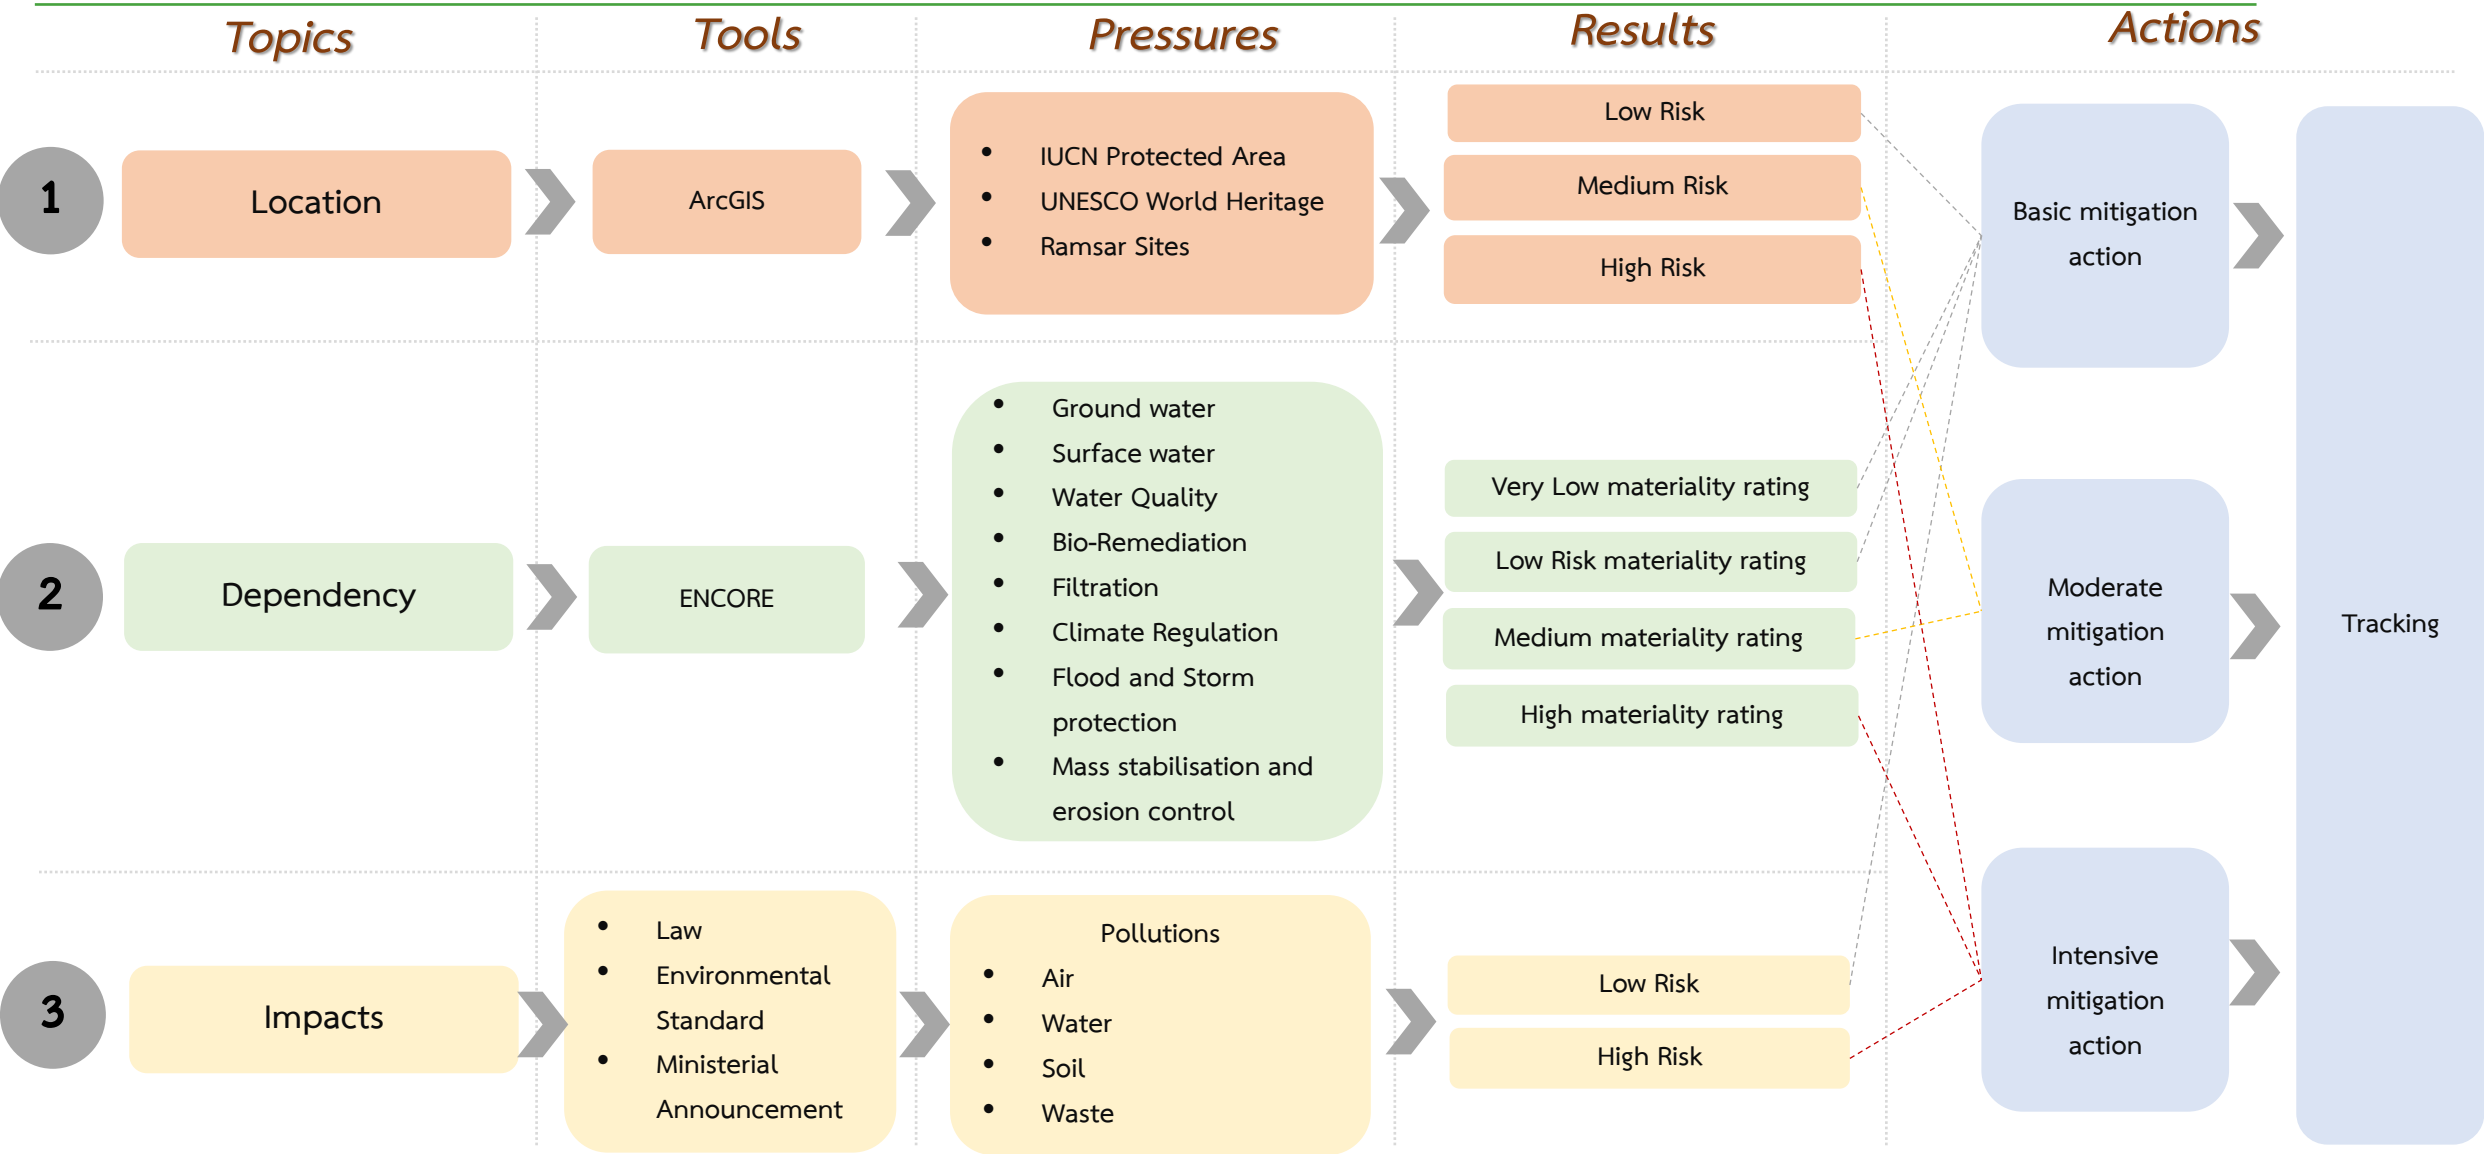 Topics
Tools
Pressures
Results
Actions
1
Location
ArcGIS
• IUCN Protected Area
• UNESCO World Heritage
• Ramsar Sites
Low Risk
Medium Risk
High Risk
Basic mitigation
action
2
Dependency
ENCORE
• Ground water
• Surface water
• Water Quality
• Bio-Remediation
• Filtration
• Climate Regulation
• Flood and Storm
protection
• Mass stabilisation and
erosion control
Very Low materiality rating
Low Risk materiality rating
Medium materiality rating
High materiality rating
Moderate
mitigation
action
Tracking
3
Impacts
• Law
• Environmental
Standard
• Ministerial
Announcement
Pollutions
• Air
• Water
• Soil
• Waste
Low Risk
High Risk
Intensive
mitigation
action